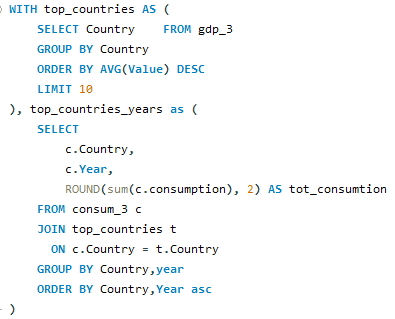 WITH top_countries AS (
SELECT Country    FROM gdp_3
GROUP BY Country
ORDER BY AVG(Value) DESC
LIMIT 10
), top_countries_years as (
SELECT
c.Country,
c.Year,
ROUND(sum(c.consumption), 2) AS tot_consumtion
FROM consum_3 c
JOIN top_countries t
ON c.Country = t.Country
GROUP BY Country,year
ORDER BY Country,Year asc
)